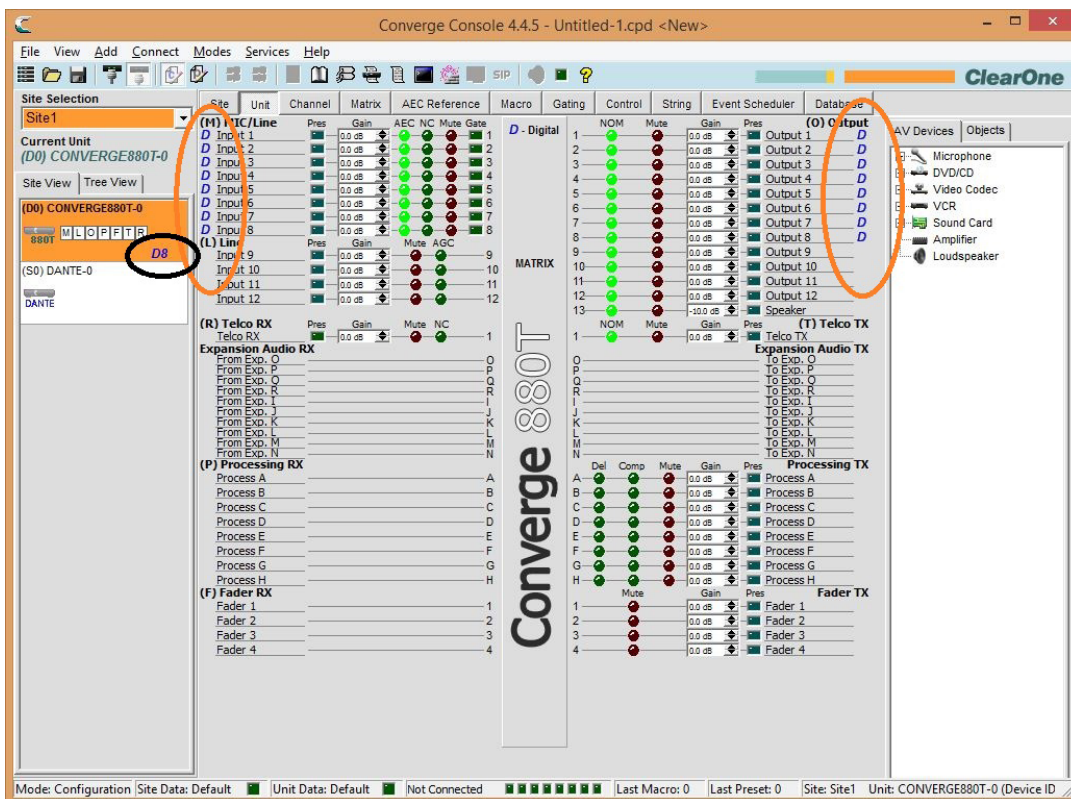 Converge Console 4.4.5 - Untitled-1.cpd <New>
File View Add Connect Modes Services Help
SIP
ClearOne
Site Selection
Site1
Current Unit
(D0) CONVERGE880T-0
Site View Tree View
(D0) CONVERGE880T-0
880T M L O P F T R
D8
(S0) DANTE-0
DANTE
Site Unit Channel Matrix AEC Reference Macro Gating Control String Event Scheduler Database
(M) MIC/Line Pres Gain AEC NC Mute Gate
D Input 1 0.0 dB 1
D Input 2 0.0 dB 2
D Input 3 0.0 dB 3
D Input 4 0.0 dB 4
D Input 5 0.0 dB 5
D Input 6 0.0 dB 6
D Input 7 0.0 dB 7
D Input 8 0.0 dB 8
(L) Line Pres Gain Mute AGC
Input 9 0.0 dB 9
Input 10 0.0 dB 10
Input 11 0.0 dB 11
Input 12 0.0 dB 12
(R) Telco RX Pres Gain Mute NC
Telco RX 0.0 dB 1
Expansion Audio RX
From Exp. O O
From Exp. P P
From Exp. Q Q
From Exp. R R
From Exp. I I
From Exp. J J
From Exp. K K
From Exp. L L
From Exp. M M
From Exp. N N
(P) Processing RX
Process A A
Process B B
Process C C
Process D D
Process E E
Process F F
Process G G
Process H H
(F) Fader RX
Fader 1 1
Fader 2 2
Fader 3 3
Fader 4 4
D - Digital
MATRIX
Converge 880T
NOM Mute Gain Pres (O) Output
1 0.0 dB Output 1 D
2 0.0 dB Output 2 D
3 0.0 dB Output 3 D
4 0.0 dB Output 4 D
5 0.0 dB Output 5 D
6 0.0 dB Output 6 D
7 0.0 dB Output 7 D
8 0.0 dB Output 8 D
9 0.0 dB Output 9
10 0.0 dB Output 10
11 0.0 dB Output 11
12 0.0 dB Output 12
13 -10.0 dB Speaker
NOM Mute Gain Pres (T) Telco TX
1 0.0 dB Telco TX
Expansion Audio TX
O To Exp. O
P To Exp. P
Q To Exp. Q
R To Exp. R
I To Exp. I
J To Exp. J
K To Exp. K
L To Exp. L
M To Exp. M
N To Exp. N
Del Comp Mute Gain Pres Processing TX
A 0.0 dB Process A
B 0.0 dB Process B
C 0.0 dB Process C
D 0.0 dB Process D
E 0.0 dB Process E
F 0.0 dB Process F
G 0.0 dB Process G
H 0.0 dB Process H
Mute Gain Pres Fader TX
1 0.0 dB Fader 1
2 0.0 dB Fader 2
3 0.0 dB Fader 3
4 0.0 dB Fader 4
AV Devices Objects
Microphone
DVD/CD
Video Codec
VCR
Sound Card
Amplifier
Loudspeaker
Mode: Configuration Site Data: Default Unit Data: Default Not Connected Last Macro: 0 Last Preset: 0 Site: Site1 Unit: CONVERGE880T-0 (Device ID